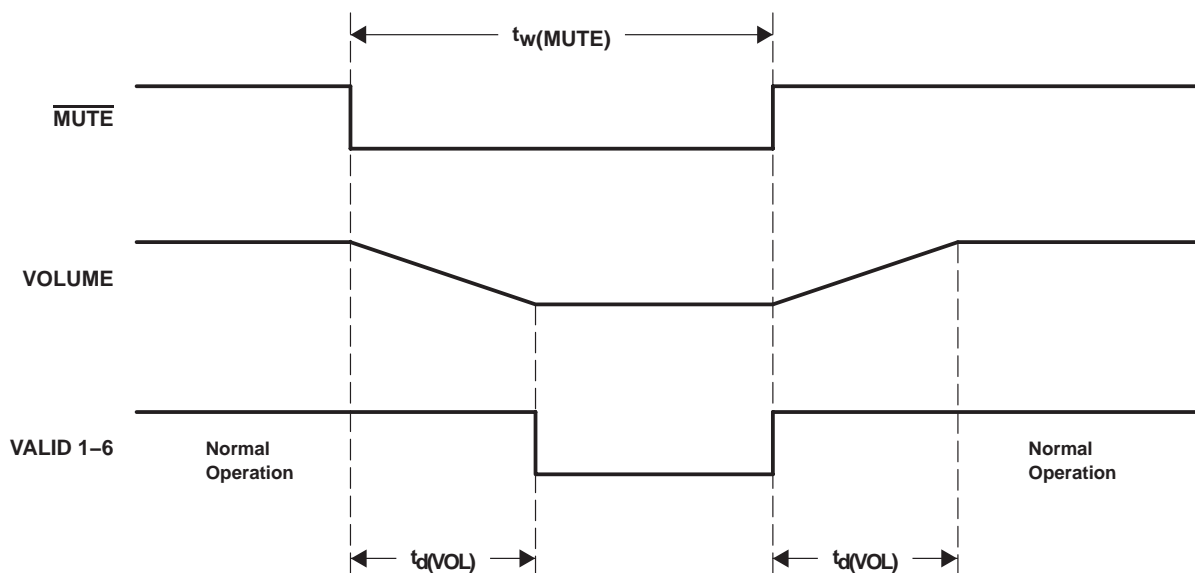 tw(MUTE)
MUTE
VOLUME
VALID 1–6
Normal
Operation
Normal
Operation
td(VOL)
td(VOL)